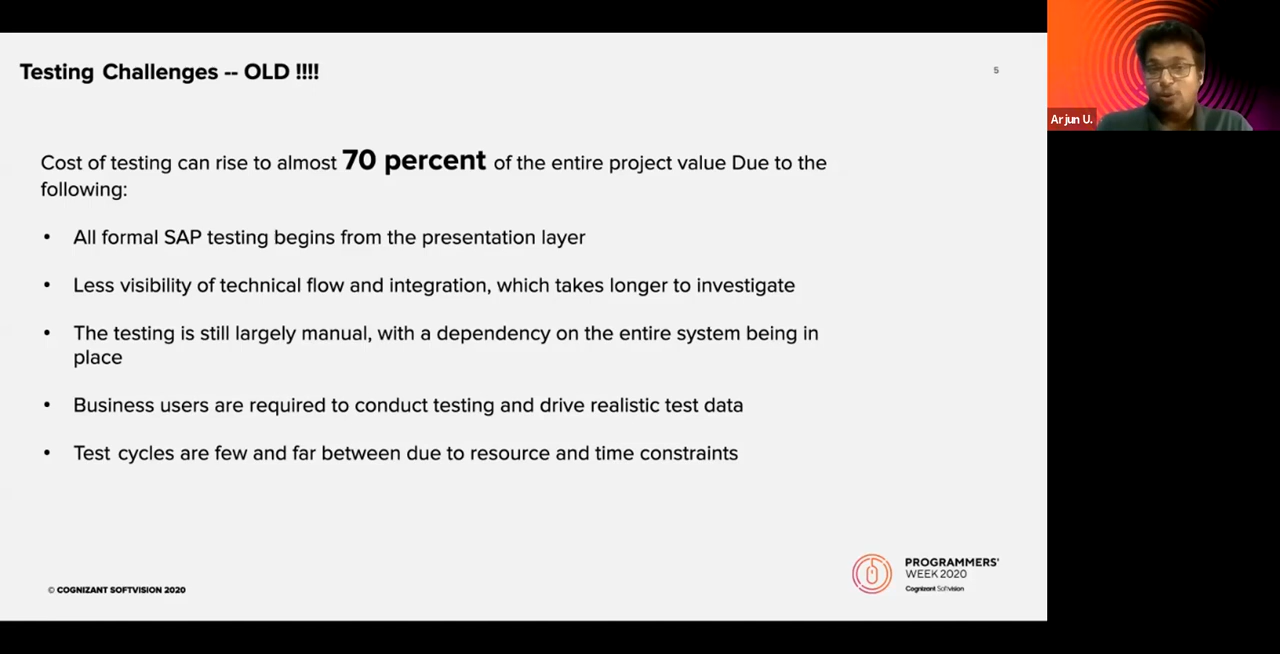 Testing Challenges -- OLD !!!!
5
Arjun U.
Cost of testing can rise to almost 70 percent of the entire project value Due to the
following:
• All formal SAP testing begins from the presentation layer
• Less visibility of technical flow and integration, which takes longer to investigate
• The testing is still largely manual, with a dependency on the entire system being in
place
• Business users are required to conduct testing and drive realistic test data
• Test cycles are few and far between due to resource and time constraints
PROGRAMMERS'
WEEK 2020
Cognizant Softvision
© COGNIZANT SOFTVISION 2020